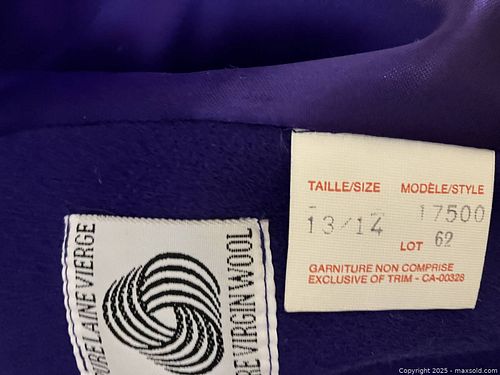 TAILLE/SIZE MODÈLE/STYLE
13/14 17500
LOT 62
GARNITURE NON COMPRISE
EXCLUSIVE OF TRIM - CA-00326
PURE LAINE VIERGE
PURE VIRGIN WOOL
Copyright 2025 - maxsold.com